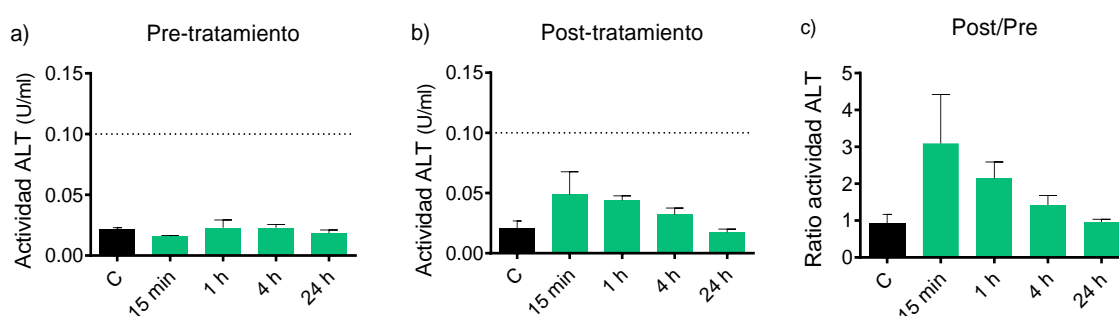 a)
Pre-tratamiento
Actividad ALT (U/ml)
0.15
0.10
0.05
0.00
C
15 min
1 h
4 h
24 h
b)
Post-tratamiento
Actividad ALT (U/ml)
0.15
0.10
0.05
0.00
C
15 min
1 h
4 h
24 h
c)
Post/Pre
Ratio actividad ALT
5
4
3
2
1
0
C
15 min
1 h
4 h
24 h